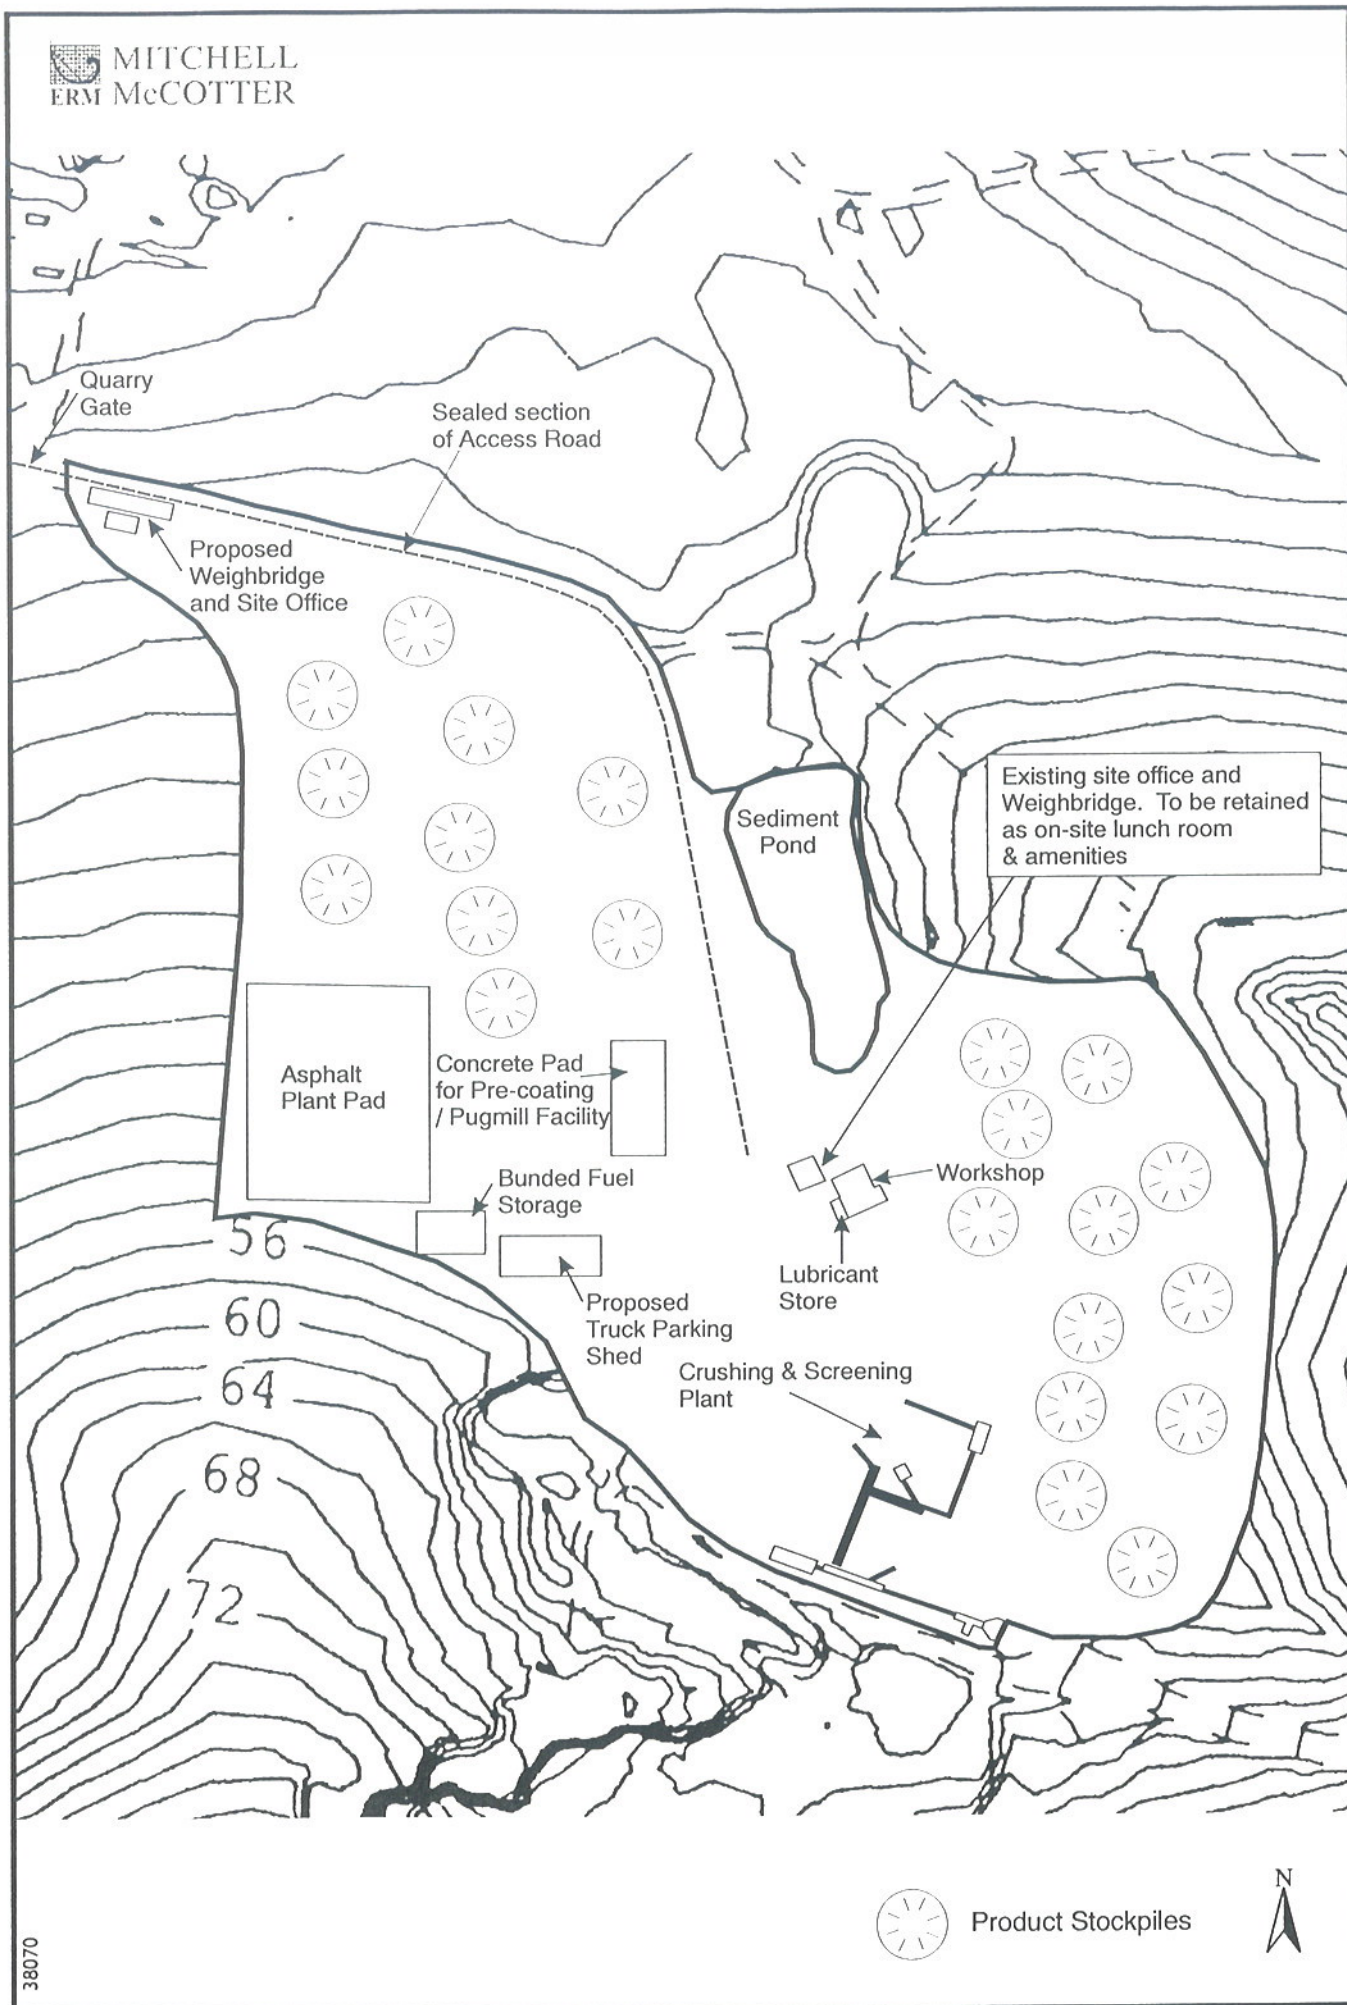 MITCHELL
ERM McCOTTER
Quarry
Gate
Sealed section
of Access Road
Proposed
Weighbridge
and Site Office
Existing site office and
Weighbridge. To be retained
as on-site lunch room
& amenities
Sediment
Pond
Asphalt
Plant Pad
Concrete Pad
for Pre-coating
/ Pugmill Facility
Bunded Fuel
Storage
Workshop
Lubricant
Store
Proposed
Truck Parking
Shed
Crushing & Screening
Plant
56
60
64
68
72
N
Product Stockpiles
38070